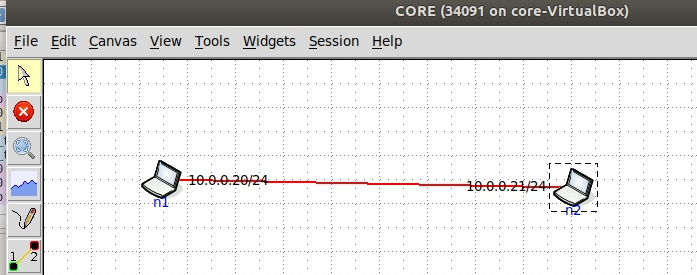 CORE (34091 on core-VirtualBox)
File Edit Canvas View Tools Widgets Session Help
10.0.0.20/24
10.0.0.21/24
n1
n2
1 2